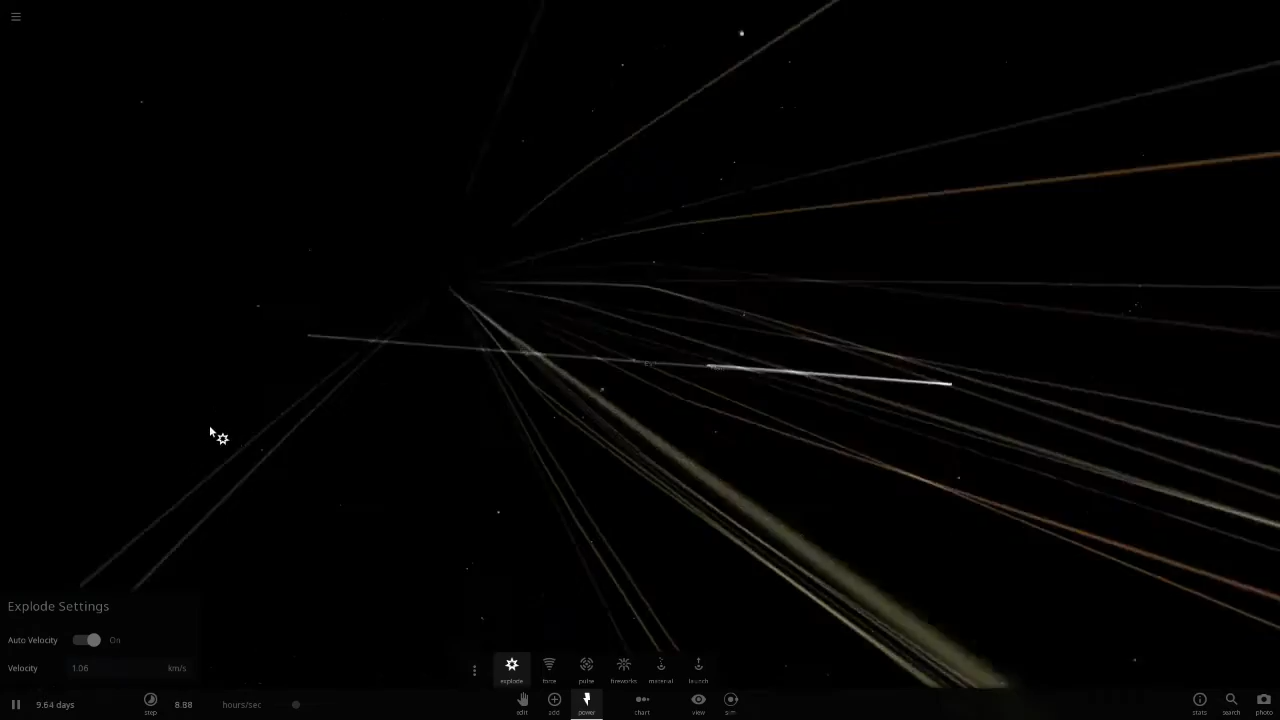 Explode Settings
Auto Velocity On
Velocity 1.06 km/s
explode force pulse fireworks material launch
9.64 days step 8.88 hours/sec edit add power chart view sim stats search photo